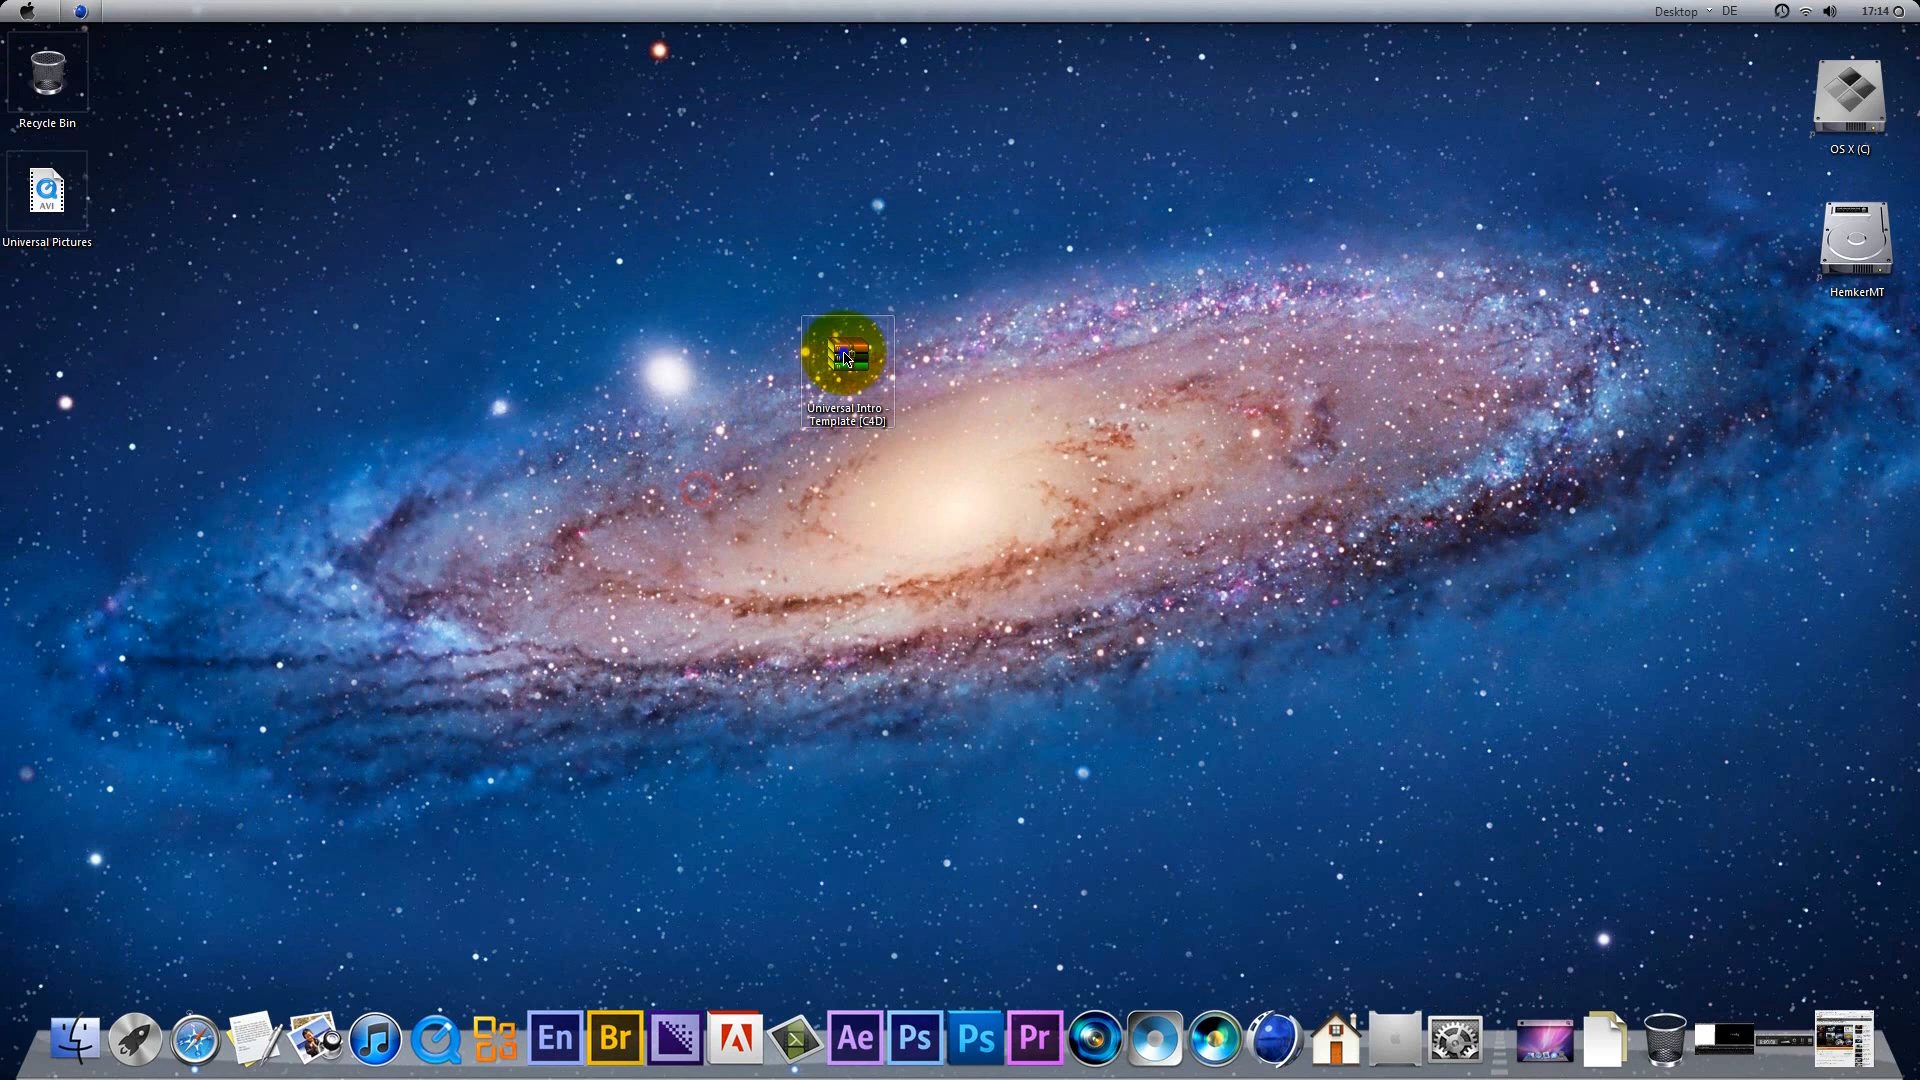 Desktop
DE
17:14
Recycle Bin
AVI
Universal Pictures
OS X (C)
HemkerMT
Universal Intro -
Template [C4D]
En
Br
Ae
Ps
Ps
Pr